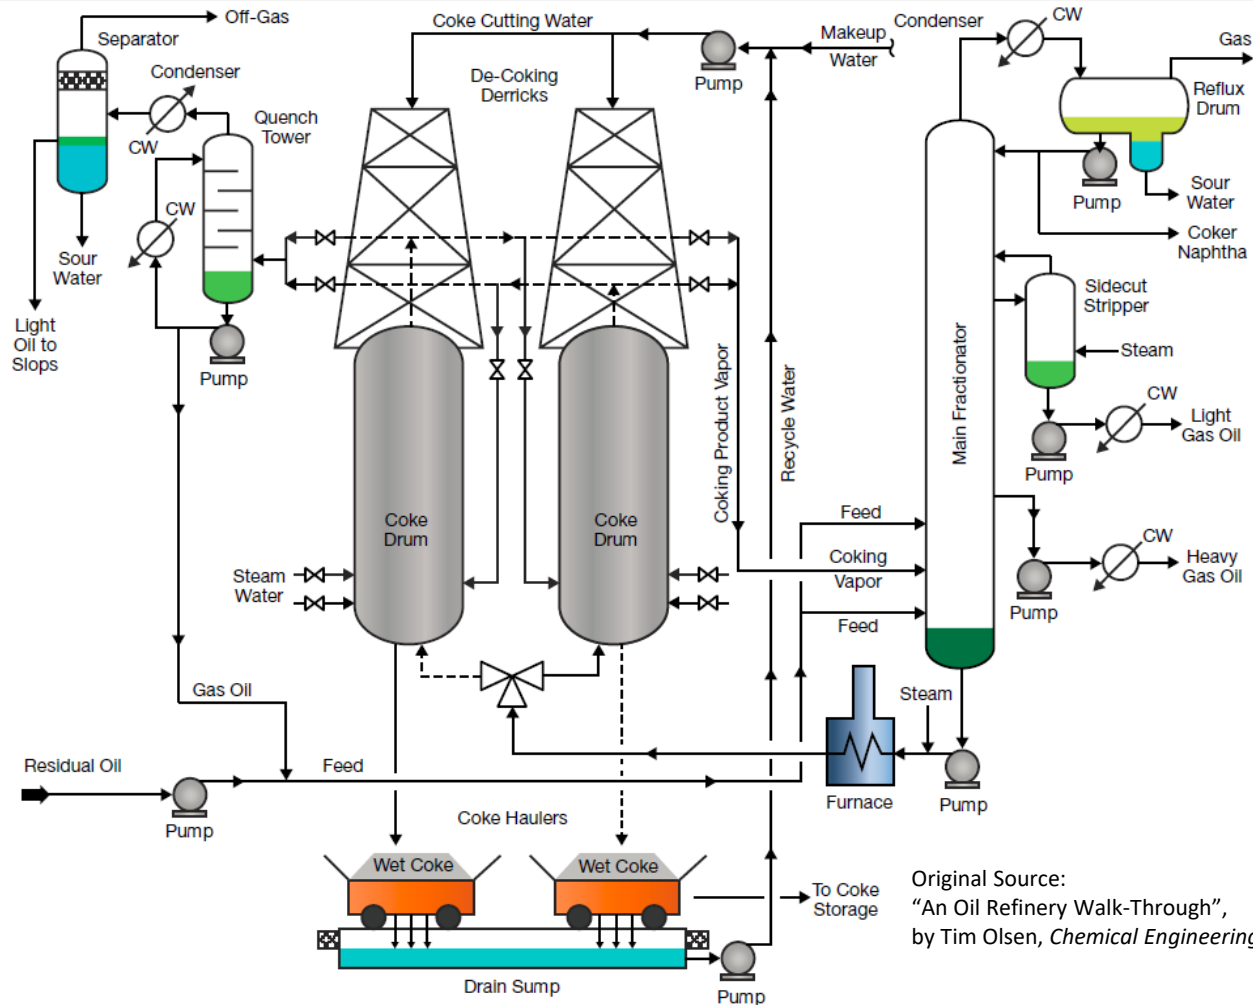 Off-Gas
Separator
Condenser
CW
Quench
Tower
CW
Sour
Water
Light
Oil to
Slops
Pump
Coke Cutting Water
De-Coking
Derricks
Pump
Makeup
Water
Condenser
CW
Gas
Reflux
Drum
Pump
Sour
Water
Coker
Naphtha
Sidecut
Stripper
Steam
CW
Light
Gas Oil
Pump
Main Fractionator
Coking Product Vapor
Recycle Water
Coke
Drum
Coke
Drum
Steam
Water
Feed
Coking
Vapor
Feed
CW
Heavy
Gas Oil
Pump
Steam
Gas Oil
Residual Oil
Pump
Feed
Furnace
Pump
Coke Haulers
Wet Coke
Wet Coke
To Coke
Storage
Drain Sump
Pump
Original Source:
“An Oil Refinery Walk-Through”,
by Tim Olsen, Chemical Engineering